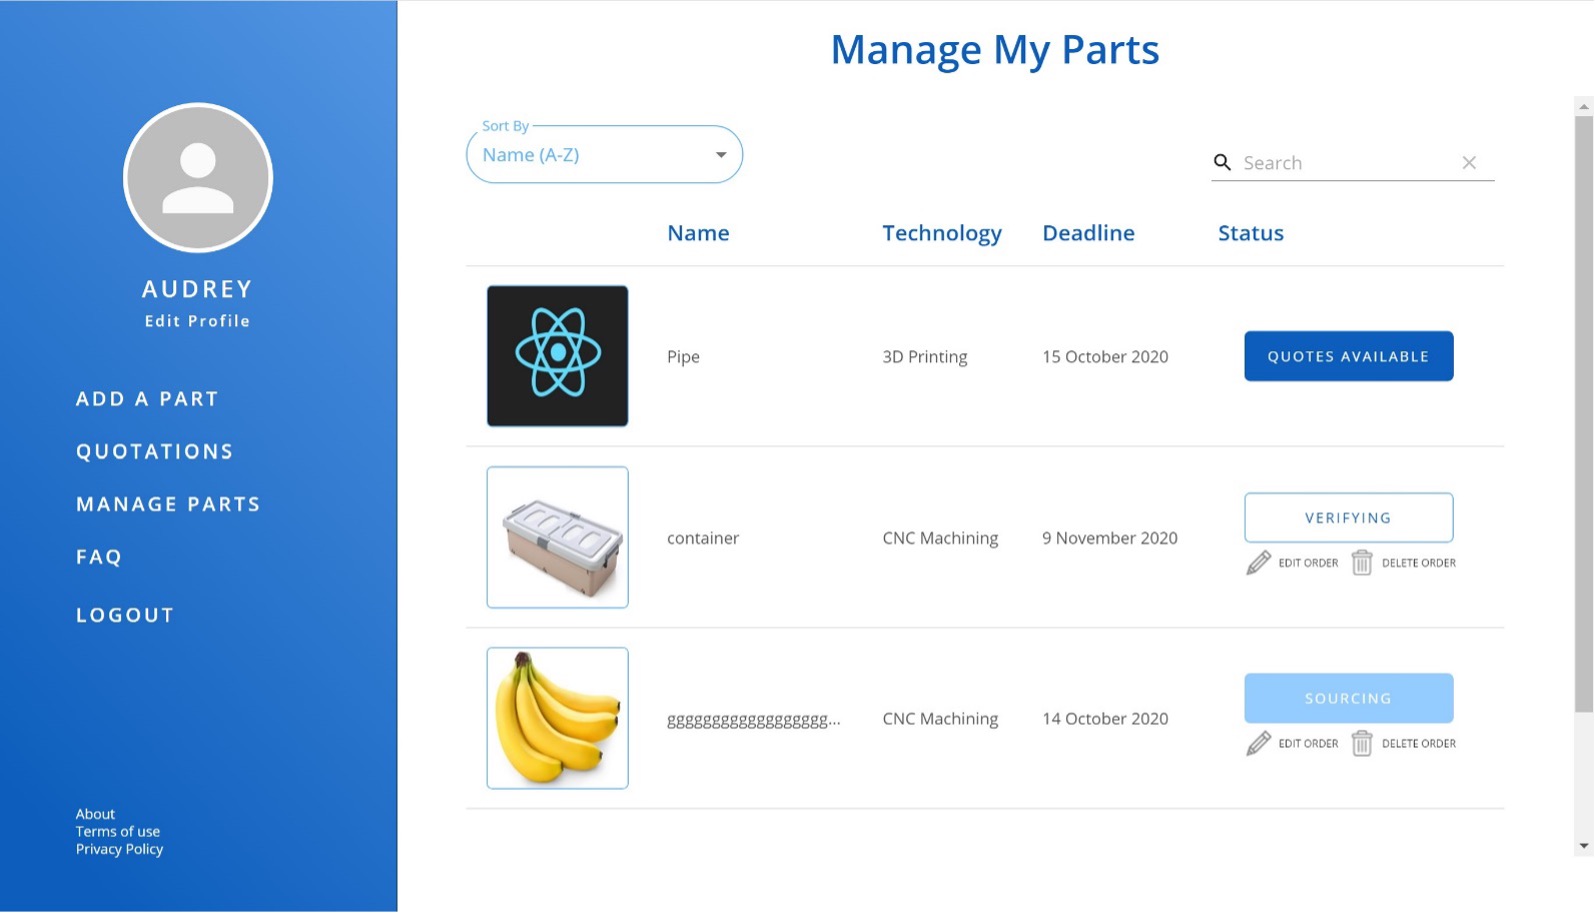 Manage My Parts
AUDREY
Edit Profile
ADD A PART
QUOTATIONS
MANAGE PARTS
FAQ
LOGOUT
About
Terms of use
Privacy Policy
Sort By
Name (A-Z)
Search
Name Technology Deadline Status
Pipe 3D Printing 15 October 2020 QUOTES AVAILABLE
container CNC Machining 9 November 2020 VERIFYING
EDIT ORDER DELETE ORDER
gggggggggggggggggg... CNC Machining 14 October 2020 SOURCING
EDIT ORDER DELETE ORDER